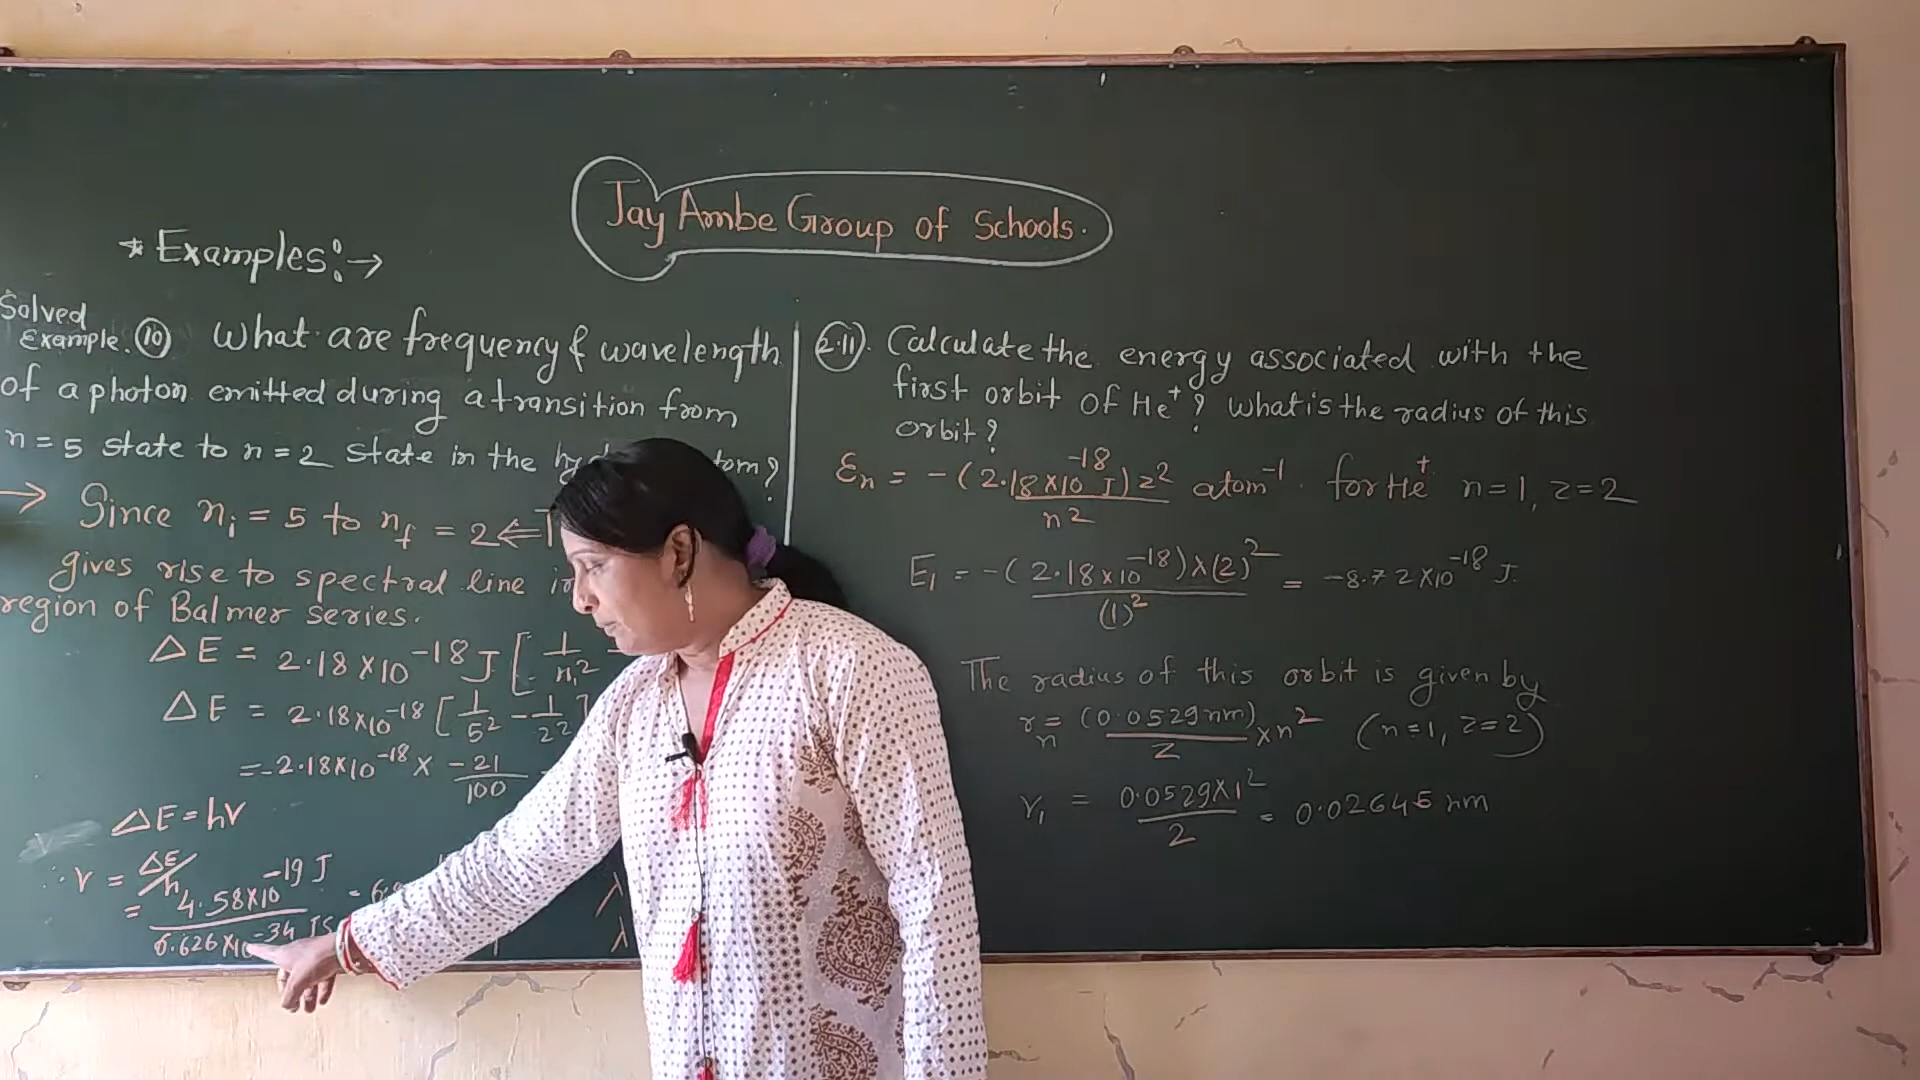 Jay Ambe Group of Schools.
* Examples:→
Solved
Example. (10) What are frequency & wavelength
of a photon emitted during a transition from
n = 5 state to n = 2 state in the tom?
→ Since nᵢ = 5 to n_f = 2 ⇐
gives rise to spectral line
region of Balmer series.
ΔE = 2.18×10⁻¹⁸ J [ 1/n₁²
ΔE = 2.18×10⁻¹⁸ [ 1/5² − 1/2² ]
= -2.18×10⁻¹⁸ × -21/100
ΔE = hν
∴ ν = ΔE/h
= 4.58×10⁻¹⁹ J / 6.626×10⁻³⁴ JS
λ
λ
(2.11). Calculate the energy associated with the
first orbit of He⁺? What is the radius of this
orbit?
Ɛn = -(2.18×10⁻¹⁸ J) z² / n² atom⁻¹. for He⁺ n=1, z=2
E₁ = -(2.18×10⁻¹⁸)×(2)² / (1)² = -8.72×10⁻¹⁸ J.
The radius of this orbit is given by
rn = (0.0529nm) / Z × n² (n=1, z=2)
r₁ = 0.0529×1² / 2 = 0.02645 nm